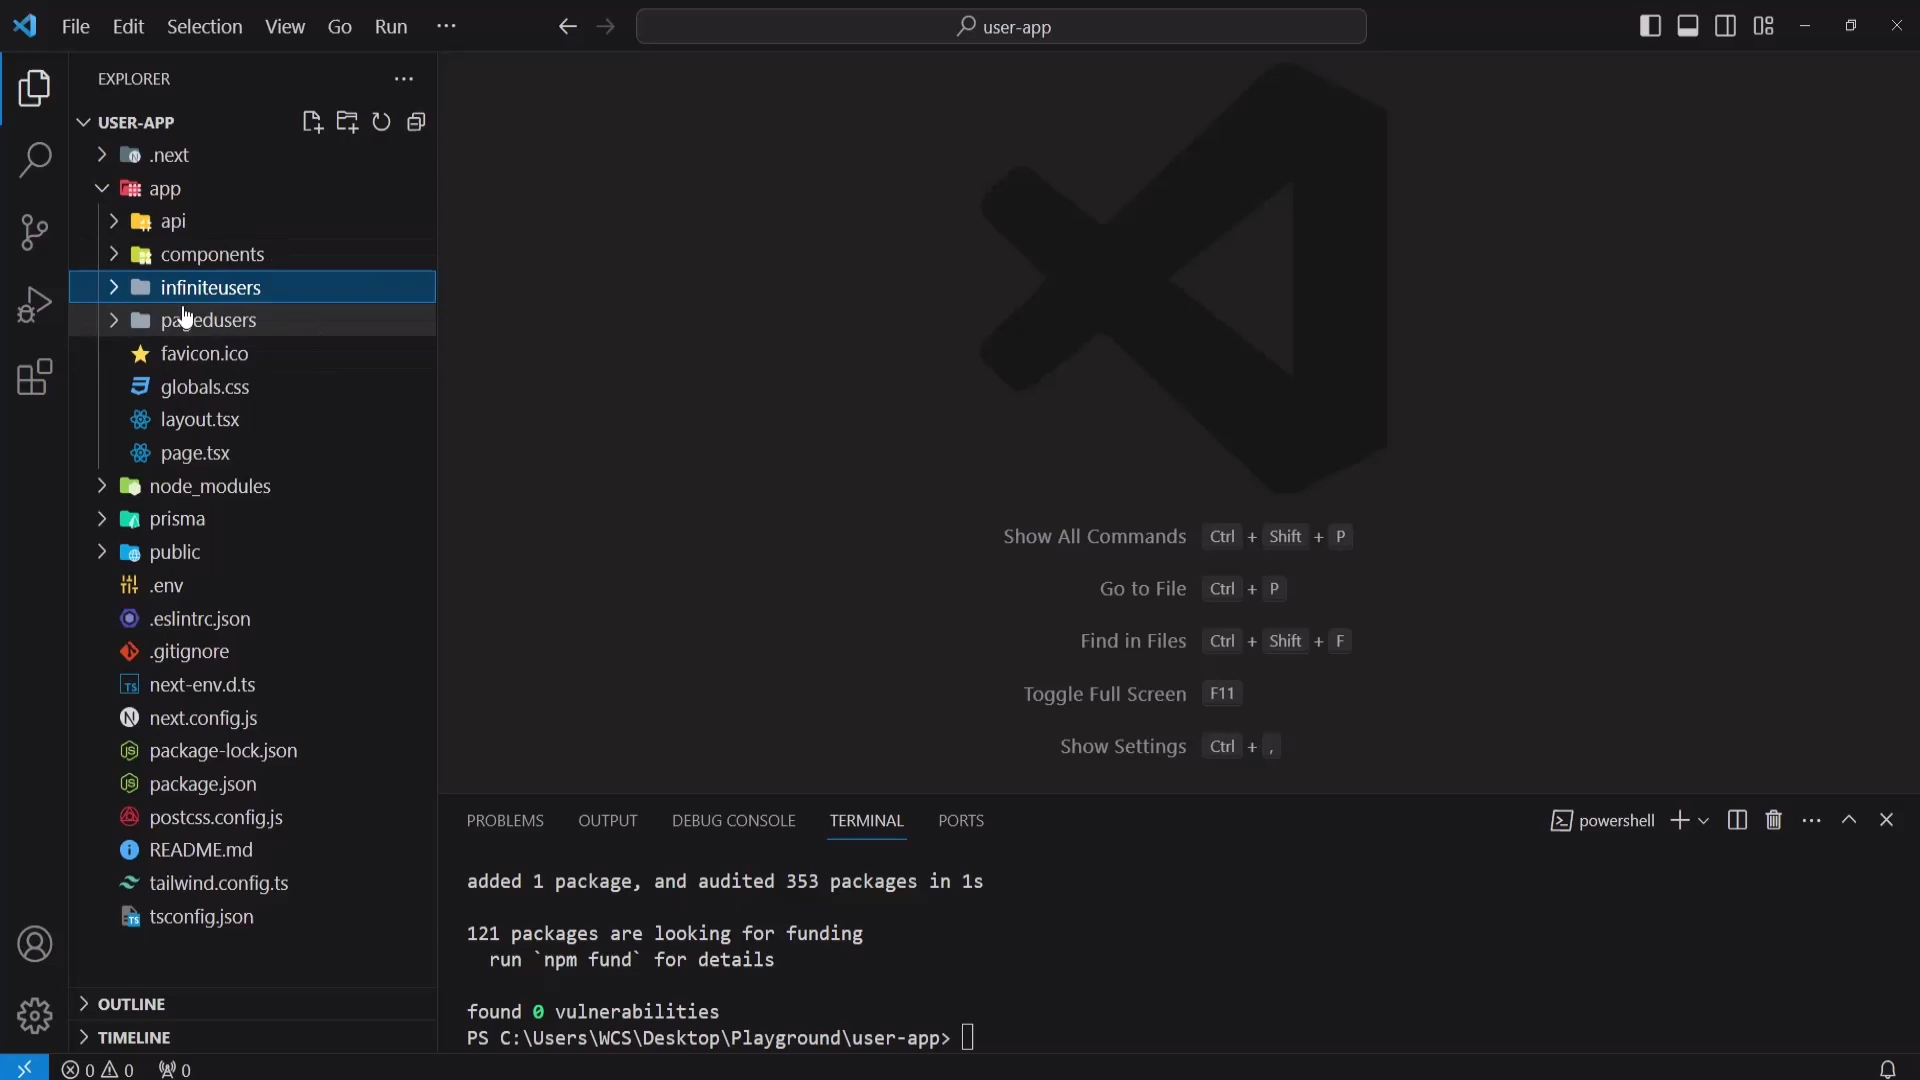 File Edit Selection View Go Run ···
user-app
EXPLORER
USER-APP
.next
app
api
components
infiniteusers
pagedusers
favicon.ico
globals.css
layout.tsx
page.tsx
node_modules
prisma
public
.env
.eslintrc.json
.gitignore
next-env.d.ts
next.config.js
package-lock.json
package.json
postcss.config.js
README.md
tailwind.config.ts
tsconfig.json
OUTLINE
TIMELINE
Show All Commands Ctrl + Shift + P
Go to File Ctrl + P
Find in Files Ctrl + Shift + F
Toggle Full Screen F11
Show Settings Ctrl + ,
PROBLEMS OUTPUT DEBUG CONSOLE TERMINAL PORTS
powershell
added 1 package, and audited 353 packages in 1s
121 packages are looking for funding
run `npm fund` for details
found 0 vulnerabilities
PS C:\Users\WCS\Desktop\Playground\user-app>
0 0 0